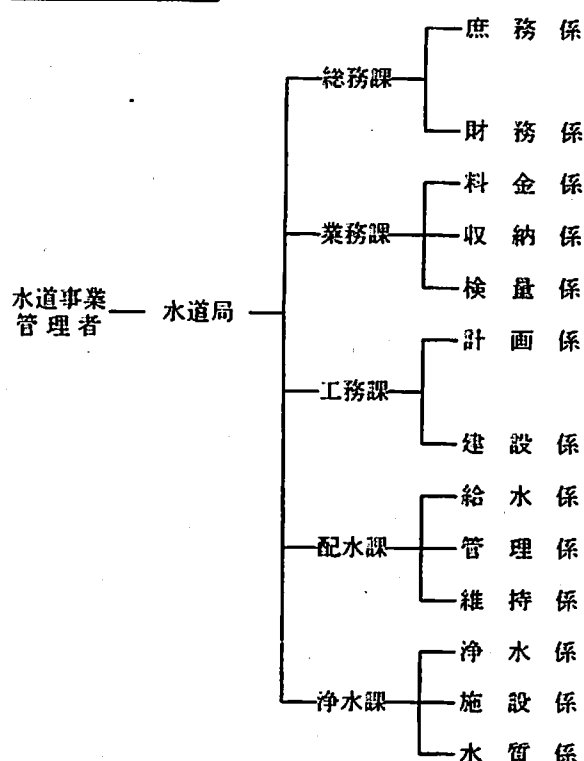 庶務係
総務課
財務係
料金係
業務課
収納係
検量係
水道事業
管理者
水道局
計画係
工務課
建設係
給水係
配水課
管理係
維持係
浄水係
浄水課
施設係
水質係